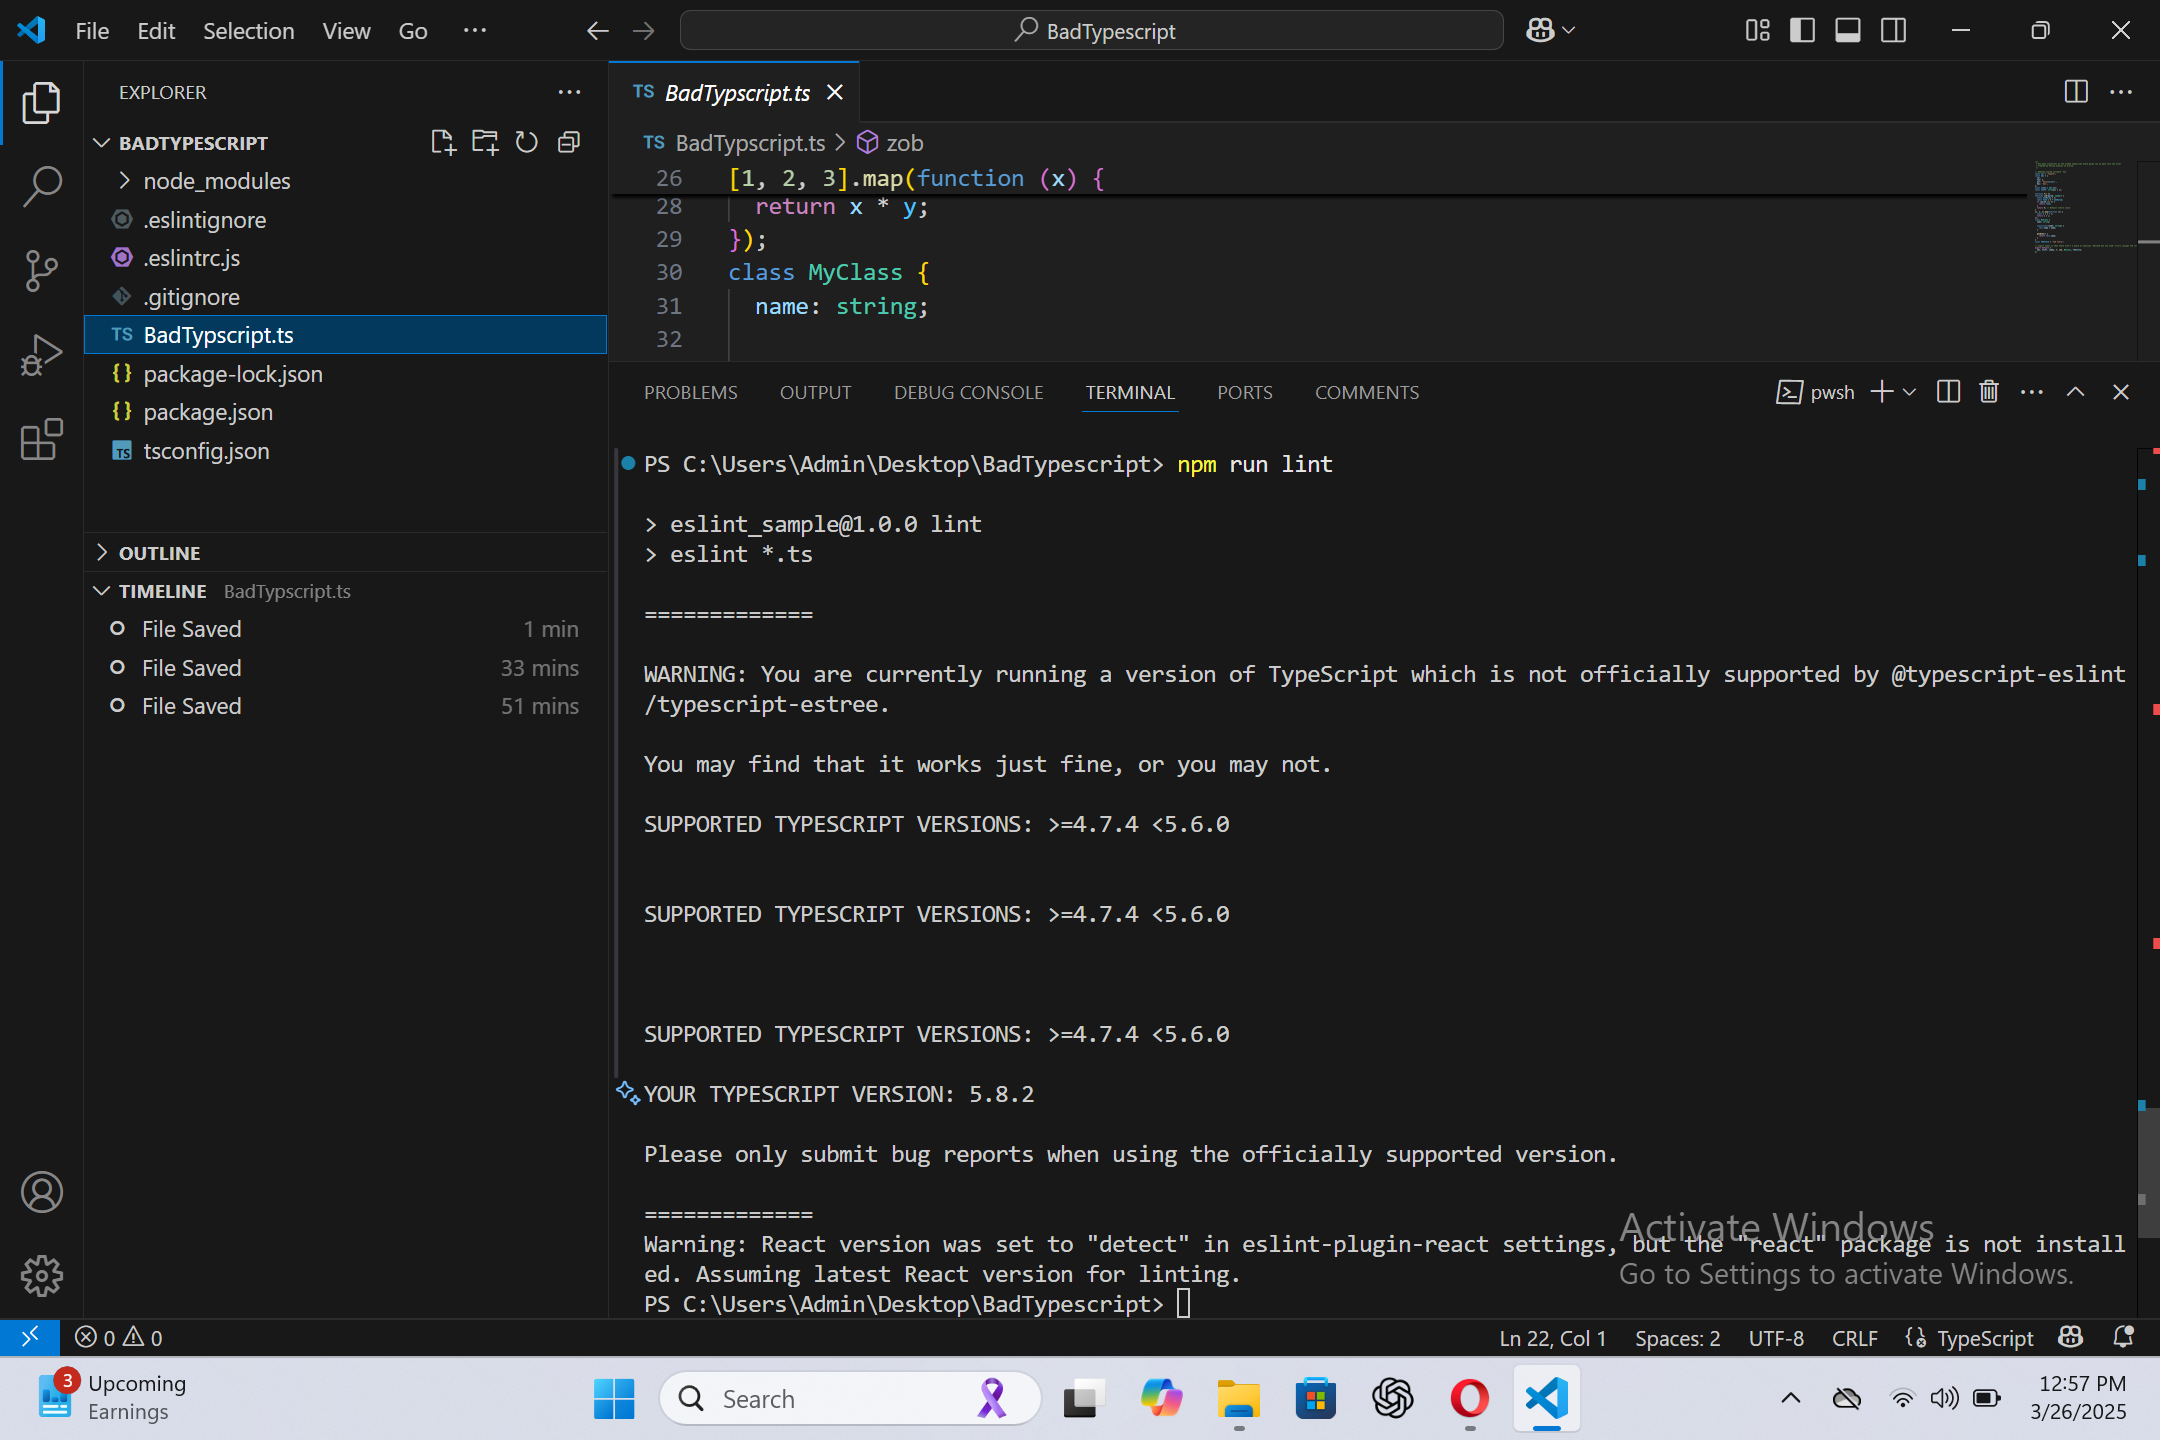 File Edit Selection View Go ···
BadTypescript
EXPLORER ···
BADTYPESCRIPT
node_modules
.eslintignore
.eslintrc.js
.gitignore
TS BadTypscript.ts
{} package-lock.json
{} package.json
TS tsconfig.json
OUTLINE
TIMELINE BadTypscript.ts
File Saved 1 min
File Saved 33 mins
File Saved 51 mins
TS BadTypscript.ts
TS BadTypscript.ts > zob
26 [1, 2, 3].map(function (x) {
28 return x * y;
29 });
30 class MyClass {
31 name: string;
32
PROBLEMS OUTPUT DEBUG CONSOLE TERMINAL PORTS COMMENTS pwsh
PS C:\Users\Admin\Desktop\BadTypescript> npm run lint
> eslint_sample@1.0.0 lint
> eslint *.ts
=============
WARNING: You are currently running a version of TypeScript which is not officially supported by @typescript-eslint
/typescript-estree.
You may find that it works just fine, or you may not.
SUPPORTED TYPESCRIPT VERSIONS: >=4.7.4 <5.6.0
SUPPORTED TYPESCRIPT VERSIONS: >=4.7.4 <5.6.0
SUPPORTED TYPESCRIPT VERSIONS: >=4.7.4 <5.6.0
YOUR TYPESCRIPT VERSION: 5.8.2
Please only submit bug reports when using the officially supported version.
=============
Warning: React version was set to "detect" in eslint-plugin-react settings, but the "react" package is not install
ed. Assuming latest React version for linting.
PS C:\Users\Admin\Desktop\BadTypescript>
Activate Windows
Go to Settings to activate Windows.
0 0 Ln 22, Col 1 Spaces: 2 UTF-8 CRLF TypeScript
3 Upcoming
Earnings
Search
12:57 PM
3/26/2025